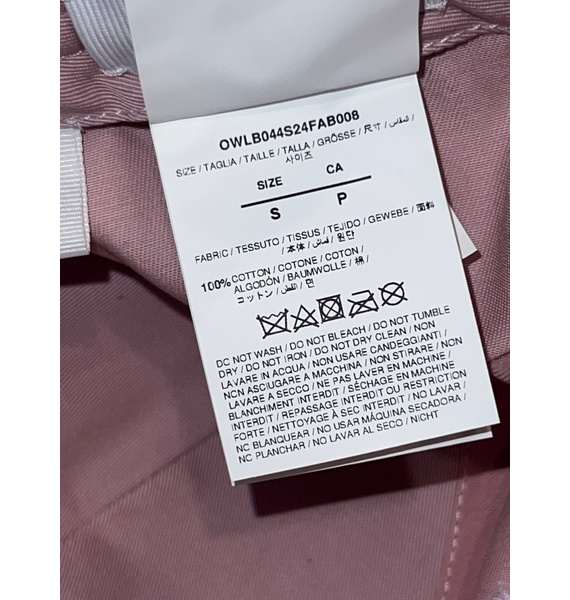 OWLB044S24FAB008
SIZE / TAGLIA / TAILLE / TALLA / GRÖSSE / 尺寸 / المقاس /
사이즈
SIZE CA
S P
FABRIC / TESSUTO / TISSUS / TEJIDO / GEWEBE / 面料
/ 本体 / قماش / 원단
100% COTTON / COTONE / COTON /
ALGODÓN / BAUMWOLLE / 棉 /
コットン / القطن / 면
DO NOT WASH / DO NOT BLEACH / DO NOT TUMBLE
DRY / DO NOT IRON / DO NOT DRY CLEAN / NON
LAVARE IN ACQUA / NON USARE CANDEGGIANTI /
NON ASCIUGARE A MACCHINA / NON STIRARE / NON
LAVARE A SECCO / NE PAS LAVER EN MACHINE /
BLANCHIMENT INTERDIT / SÉCHAGE EN MACHINE
INTERDIT / REPASSAGE INTERDIT OU RESTRICTION
FORTE / NETTOYAGE À SEC INTERDIT / NO LAVAR /
NO BLANQUEAR / NO USAR MÁQUINA SECADORA /
NO PLANCHAR / NO LAVAR AL SECO / NICHT